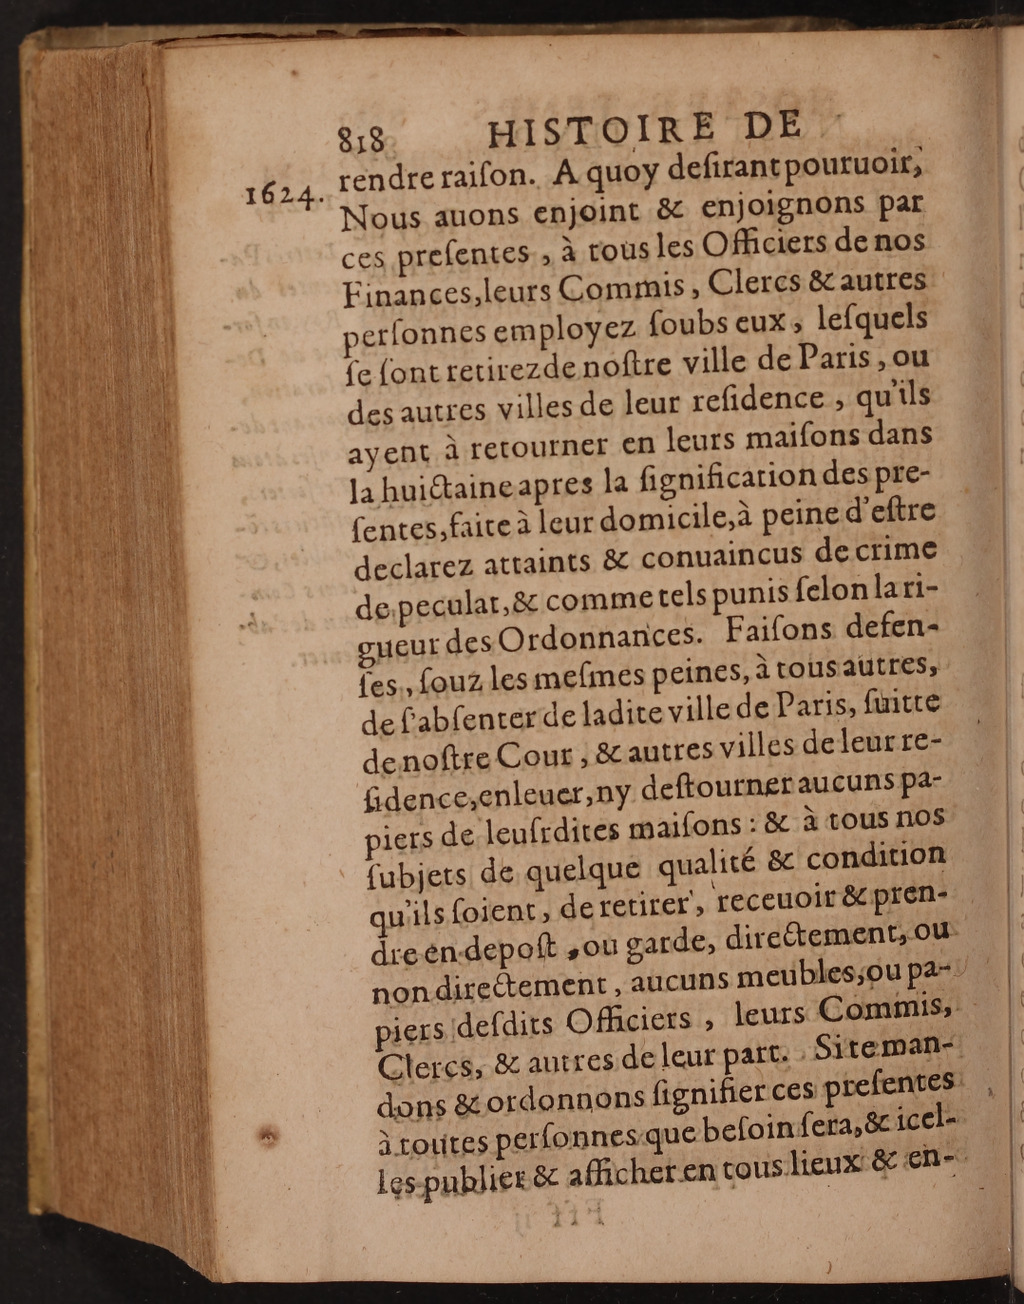 818 HISTOIRE DE
1624. rendre raiſon. A quoy deſirant pouruoir,
Nous auons enjoint & enjoignons par
ces preſentes, à tous les Officiers de nos
Finances, leurs Commis, Clercs & autres
perſonnes employez ſoubs eux, leſquels
ſe ſont retirez de noſtre ville de Paris, ou
des autres villes de leur reſidence, qu'ils
ayent à retourner en leurs maiſons dans
la huictaine apres la ſignification des pre-
ſentes, faite à leur domicile, à peine d'eſtre
declarez attaints & conuaincus de crime
de peculat, & comme tels punis ſelon la ri-
gueur des Ordonnances. Faiſons defen-
ſes, ſouz les meſmes peines, à tous autres,
de ſ'abſenter de ladite ville de Paris, ſuitte
de noſtre Cour, & autres villes de leur re-
ſidence, enleuer, ny deſtourner aucuns pa-
piers de leuſrdites maiſons: & à tous nos
ſubjets de quelque qualité & condition
qu'ils ſoient, de retirer, receuoir & pren-
dre en depoſt, ou garde, directement, ou
non directement, aucuns meubles, ou pa-
piers deſdits Officiers, leurs Commis,
Clercs, & autres de leur part. Si te man-
dons & ordonnons ſignifier ces preſentes
à toutes perſonnes que beſoin ſera, & icel-
les publier & afficher en tous lieux & en-